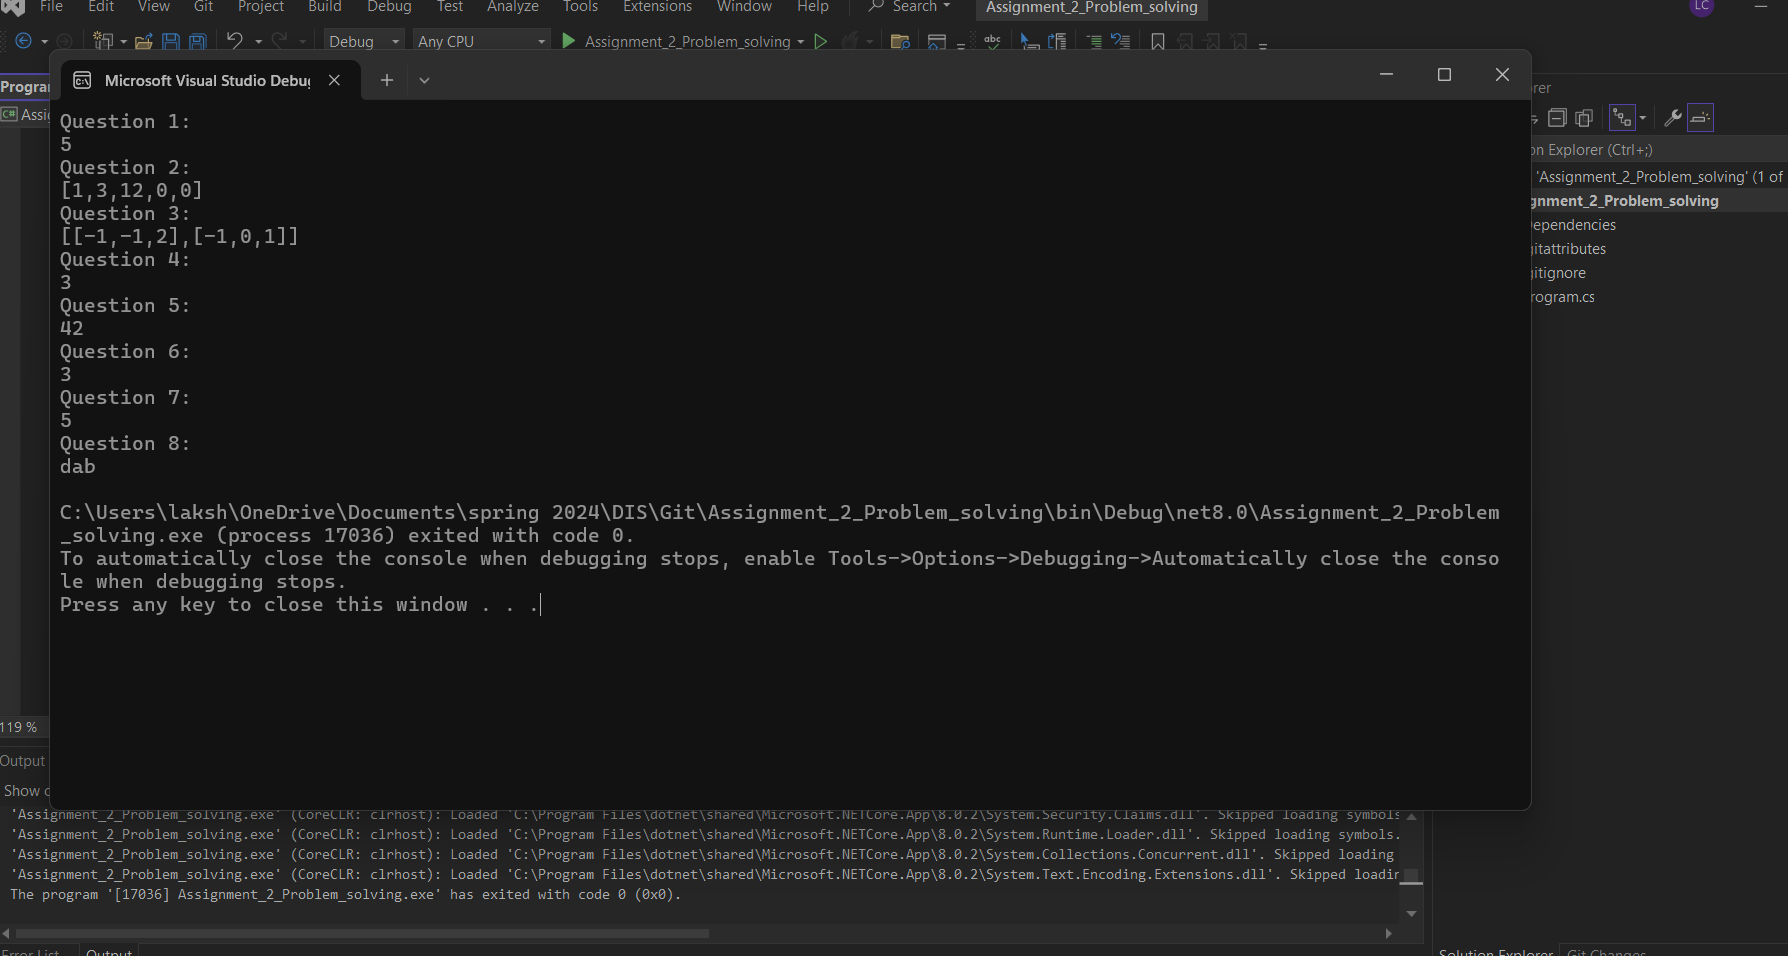 File Edit View Git Project Build Debug Test Analyze Tools Extensions Window Help Search Assignment_2_Problem_solving LC
Debug Any CPU Assignment_2_Problem_solving abc
Progra
C# Assi
Microsoft Visual Studio Debu
Question 1:
5
Question 2:
[1,3,12,0,0]
Question 3:
[[-1,-1,2],[-1,0,1]]
Question 4:
3
Question 5:
42
Question 6:
3
Question 7:
5
Question 8:
dab
C:\Users\laksh\OneDrive\Documents\spring 2024\DIS\Git\Assignment_2_Problem_solving\bin\Debug\net8.0\Assignment_2_Problem
_solving.exe (process 17036) exited with code 0.
To automatically close the console when debugging stops, enable Tools->Options->Debugging->Automatically close the conso
le when debugging stops.
Press any key to close this window . . .
rer
on Explorer (Ctrl+;)
'Assignment_2_Problem_solving' (1 of
gnment_2_Problem_solving
ependencies
itattributes
itignore
rogram.cs
119 %
Output
Show o
'Assignment_2_Problem_solving.exe' (CoreCLR: clrhost): Loaded 'C:\Program Files\dotnet\shared\Microsoft.NETCore.App\8.0.2\System.Security.Claims.dll'. Skipped loading symbols
'Assignment_2_Problem_solving.exe' (CoreCLR: clrhost): Loaded 'C:\Program Files\dotnet\shared\Microsoft.NETCore.App\8.0.2\System.Runtime.Loader.dll'. Skipped loading symbols.
'Assignment_2_Problem_solving.exe' (CoreCLR: clrhost): Loaded 'C:\Program Files\dotnet\shared\Microsoft.NETCore.App\8.0.2\System.Collections.Concurrent.dll'. Skipped loading
'Assignment_2_Problem_solving.exe' (CoreCLR: clrhost): Loaded 'C:\Program Files\dotnet\shared\Microsoft.NETCore.App\8.0.2\System.Text.Encoding.Extensions.dll'. Skipped loadin
The program '[17036] Assignment_2_Problem_solving.exe' has exited with code 0 (0x0).
Error List Output
Solution Explorer Git Changes